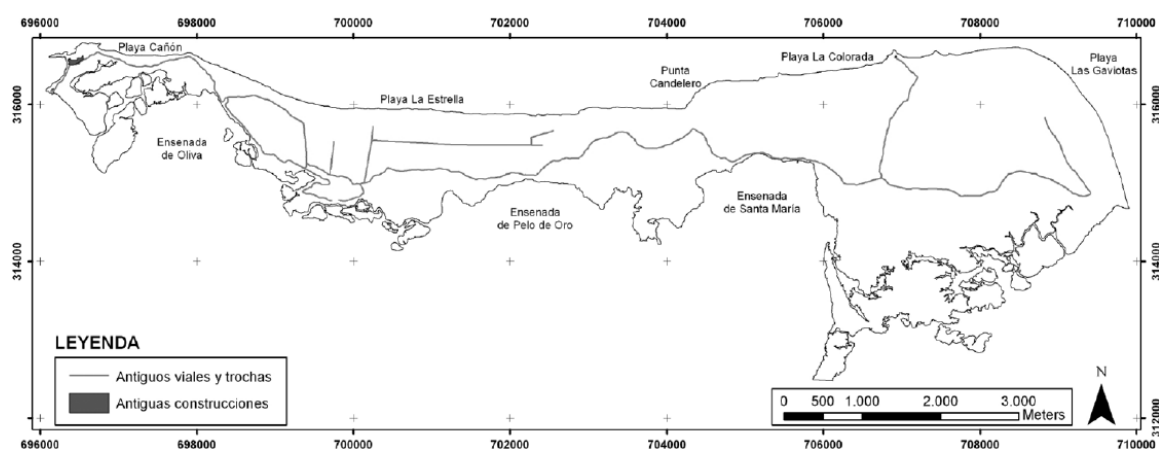 696000 698000 700000 702000 704000 706000 708000 710000
Playa Cañón
Playa La Colorada
Playa
Las Gaviotas
Punta
Candelero
Playa La Estrella
316000 316000
Ensenada
de Oliva
Ensenada
de Pelo de Oro
Ensenada
de Santa María
314000 314000
LEYENDA
Antiguos viales y trochas
Antiguas construcciones
N
0 500 1.000 2.000 3.000
Meters
312000 312000
696000 698000 700000 702000 704000 706000 708000 710000